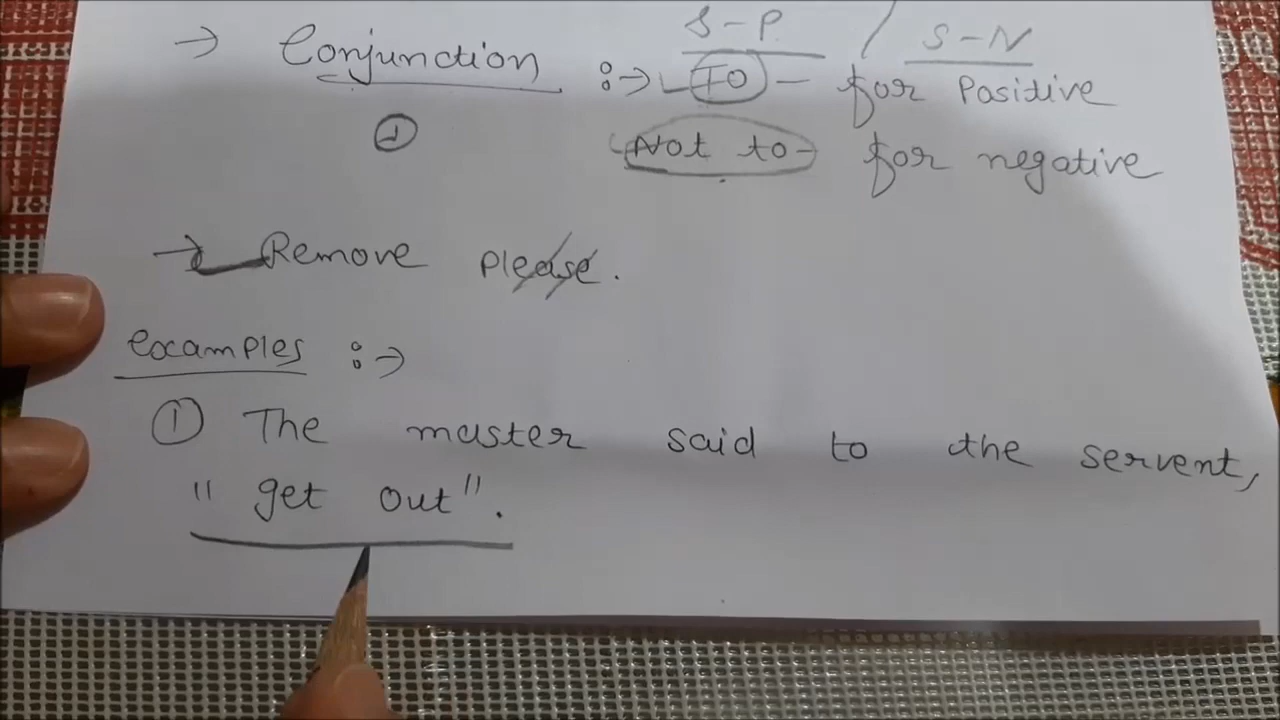 S-P. / S-N
→ Conjunction :→ TO - for Positive
① Not to - for negative
→ Remove please.
examples :→
① The master said to the servent,
"get out".